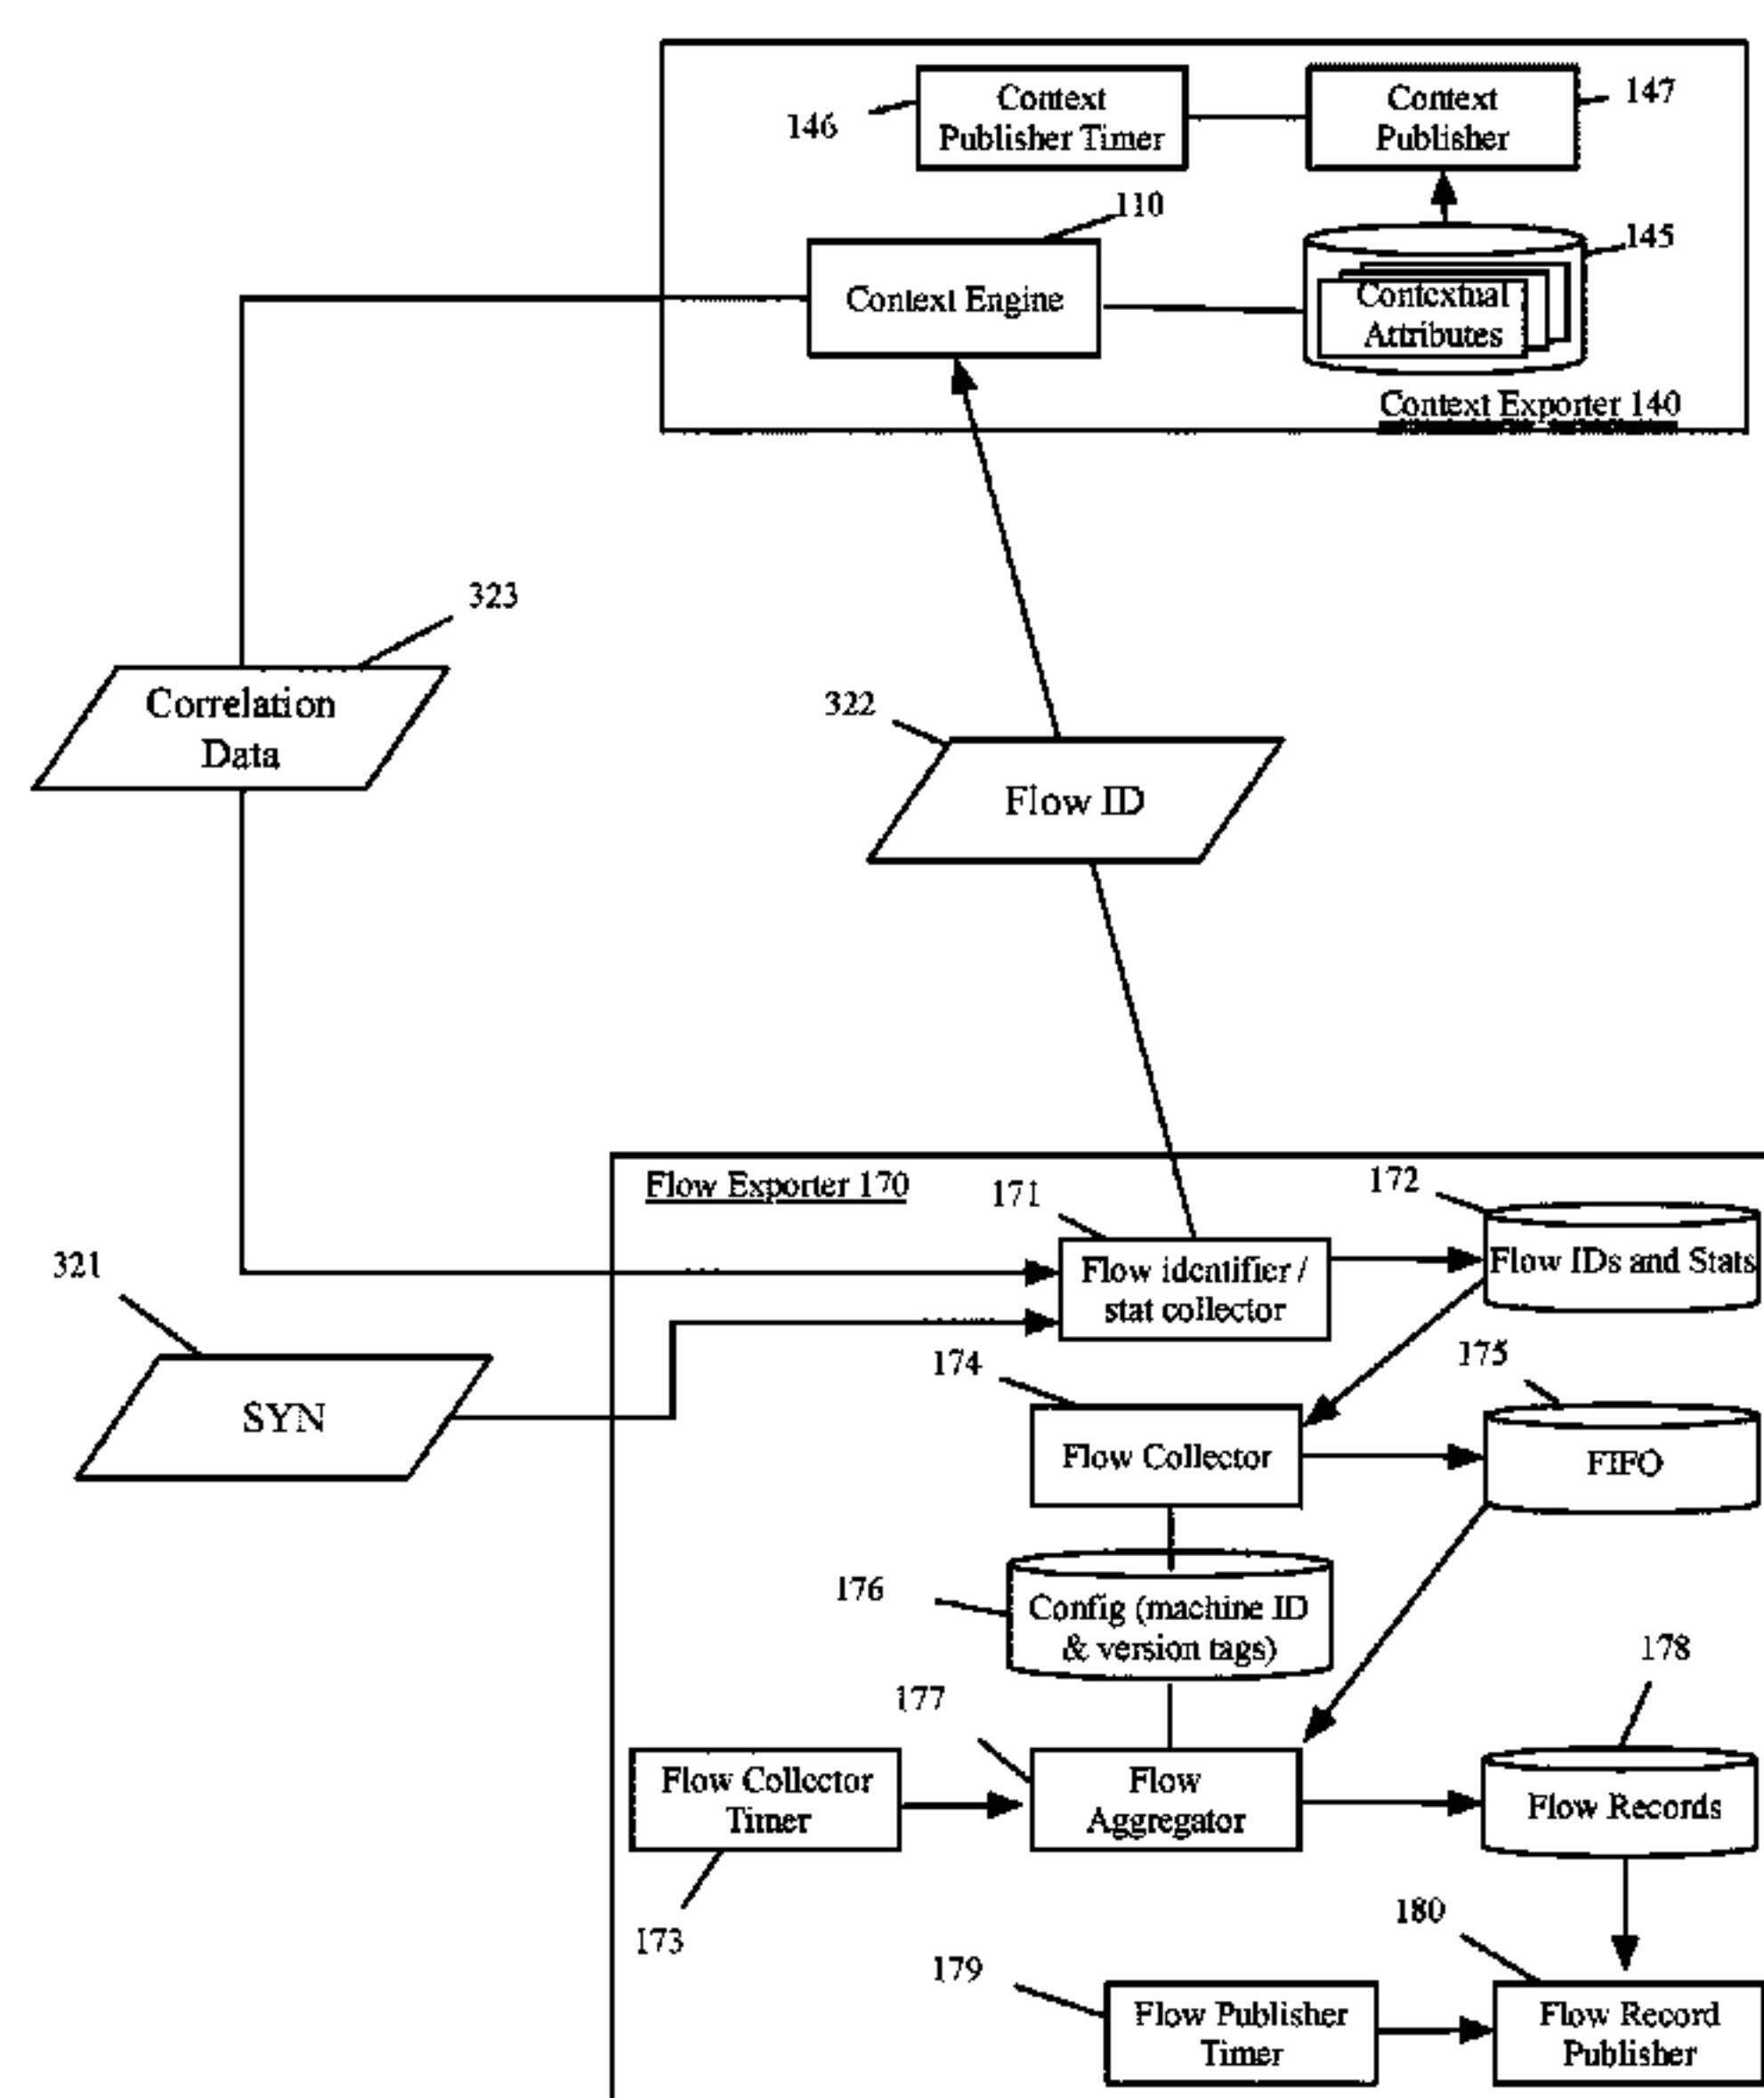 146
Context
Publisher Timer
Context
Publisher
147
110
Context Engine
145
Contextual
Attributes
Context Exporter 140
323
Correlation
Data
322
Flow ID
Flow Exporter 170
171
172
Flow identifier /
stat collector
Flow IDs and Stats
321
SYN
174
175
Flow Collector
FIFO
176
Config (machine ID
& version tags)
177
178
Flow Collector
Timer
Flow
Aggregator
Flow Records
173
180
179
Flow Publisher
Timer
Flow Record
Publisher